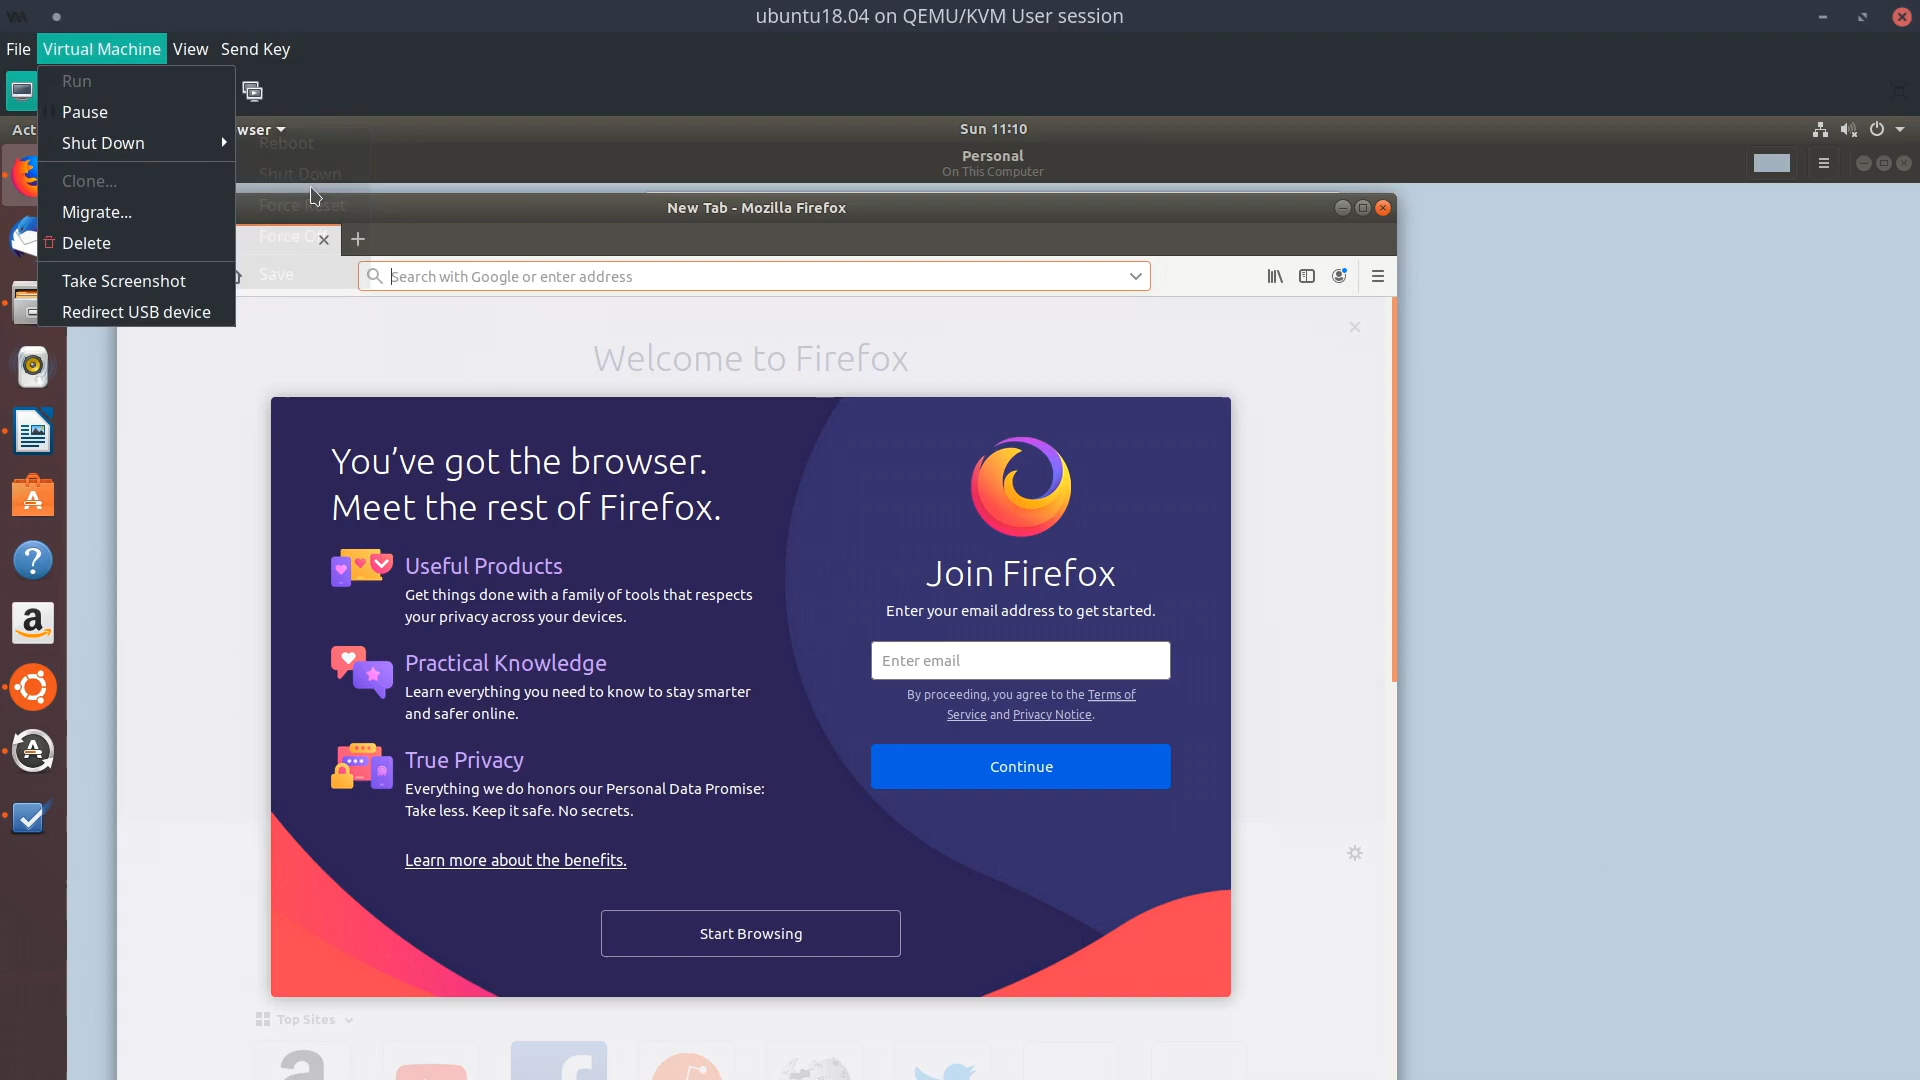 ubuntu18.04 on QEMU/KVM User session
File Virtual Machine View Send Key
Run
Pause
Shut Down
Clone...
Migrate...
Delete
Take Screenshot
Redirect USB device
Reboot
Shut Down
Force Reset
Force Off
Save
Act
wser
Sun 11:10
Personal
On This Computer
New Tab - Mozilla Firefox
Search with Google or enter address
Welcome to Firefox
You've got the browser.
Meet the rest of Firefox.
Useful Products
Get things done with a family of tools that respects
your privacy across your devices.
Practical Knowledge
Learn everything you need to know to stay smarter
and safer online.
True Privacy
Everything we do honors our Personal Data Promise:
Take less. Keep it safe. No secrets.
Learn more about the benefits.
Join Firefox
Enter your email address to get started.
Enter email
By proceeding, you agree to the Terms of
Service and Privacy Notice.
Continue
Start Browsing
Top Sites